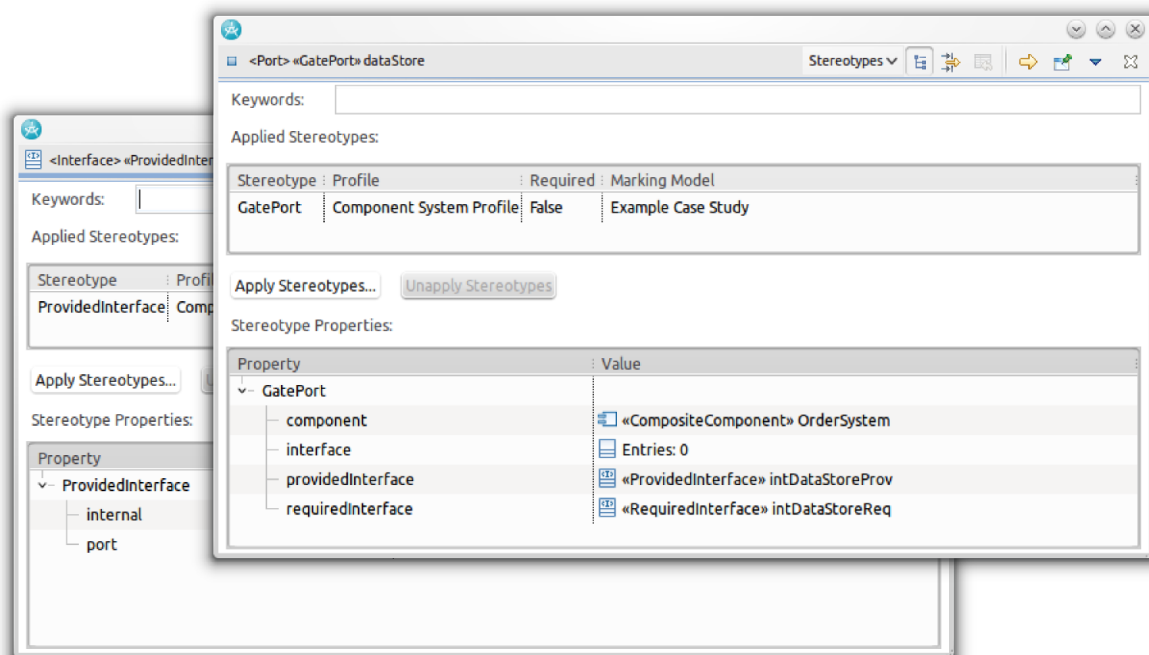 <Port> «GatePort» dataStore
Stereotypes
Keywords:
Applied Stereotypes:
Stereotype Profile Required Marking Model
GatePort Component System Profile False Example Case Study
Apply Stereotypes... Unapply Stereotypes
Stereotype Properties:
Property Value
GatePort
component «CompositeComponent» OrderSystem
interface Entries: 0
providedInterface «ProvidedInterface» intDataStoreProv
requiredInterface «RequiredInterface» intDataStoreReq
<Interface> «ProvidedInter
Keywords:
Applied Stereotypes:
Stereotype Profil
ProvidedInterface Comp
Apply Stereotypes...
Stereotype Properties:
Property
ProvidedInterface
internal
port